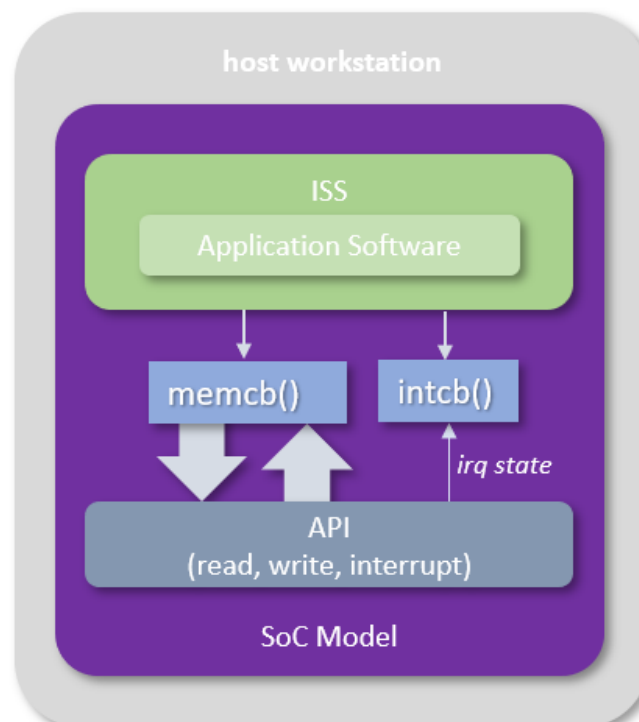 host workstation
ISS
Application Software
memcb()
intcb()
irq state
API
(read, write, interrupt)
SoC Model